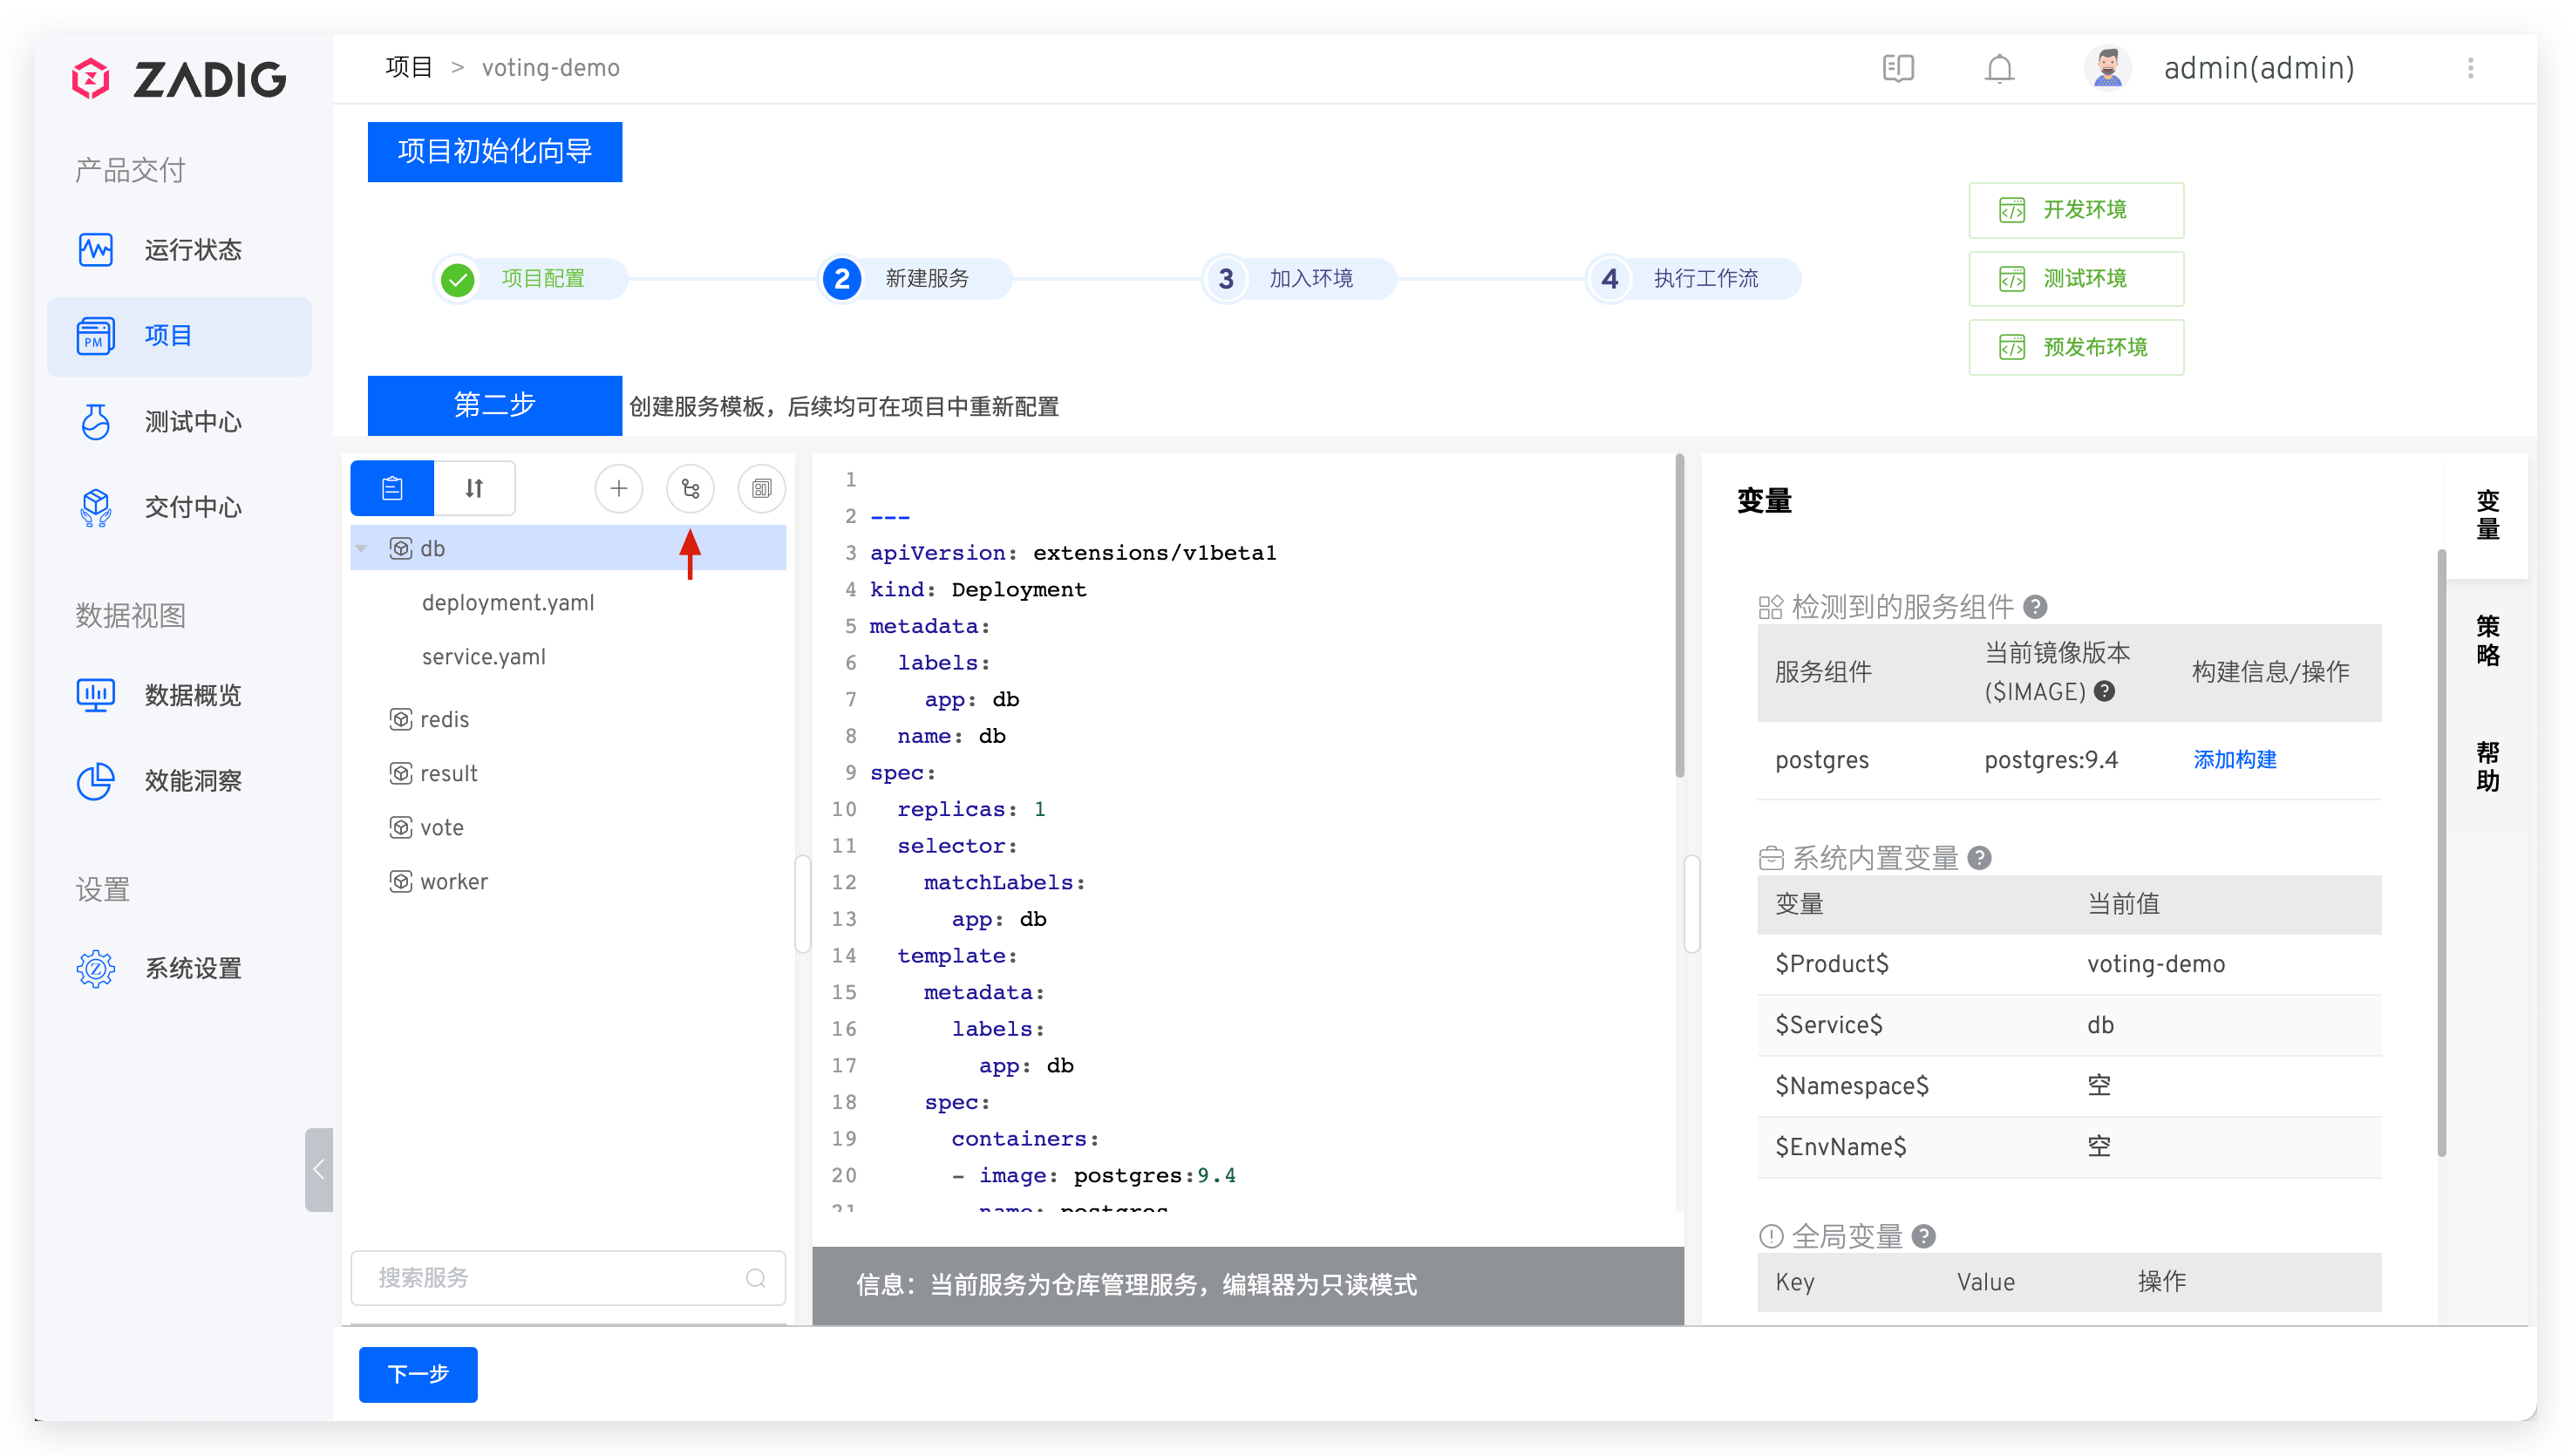 ZADIG
项目 > voting-demo
admin(admin)
产品交付
运行状态
PM
项目
测试中心
交付中心
数据视图
数据概览
效能洞察
设置
系统设置
项目初始化向导
项目配置
2 新建服务
3 加入环境
4 执行工作流
开发环境
测试环境
预发布环境
第二步 创建服务模板，后续均可在项目中重新配置
db
deployment.yaml
service.yaml
redis
result
vote
worker
搜索服务
1
2 ---
3 apiVersion: extensions/v1beta1
4 kind: Deployment
5 metadata:
6 labels:
7 app: db
8 name: db
9 spec:
10 replicas: 1
11 selector:
12 matchLabels:
13 app: db
14 template:
15 metadata:
16 labels:
17 app: db
18 spec:
19 containers:
20 - image: postgres:9.4
21 name: postgres
信息：当前服务为仓库管理服务，编辑器为只读模式
变量
检测到的服务组件 ?
服务组件 当前镜像版本($IMAGE) ? 构建信息/操作
postgres postgres:9.4 添加构建
系统内置变量 ?
变量 当前值
$Product$ voting-demo
$Service$ db
$Namespace$ 空
$EnvName$ 空
全局变量 ?
Key Value 操作
变量
策略
帮助
下一步